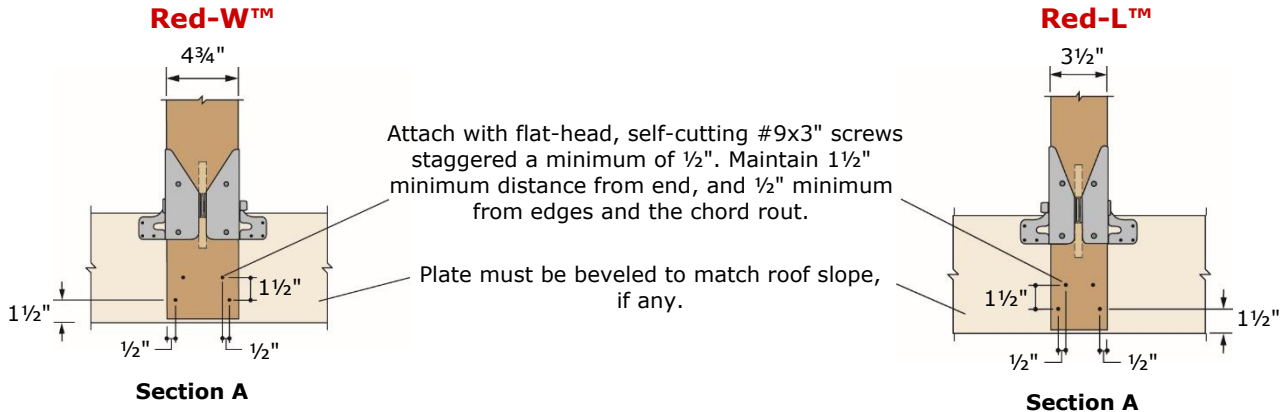 Red-W™
Red-L™
4¾"
3½"
Attach with flat-head, self-cutting #9x3" screws
staggered a minimum of ½". Maintain 1½"
minimum distance from end, and ½" minimum
from edges and the chord rout.
Plate must be beveled to match roof slope,
if any.
1½"
1½"
½"
½"
1½"
1½"
½"
½"
Section A
Section A